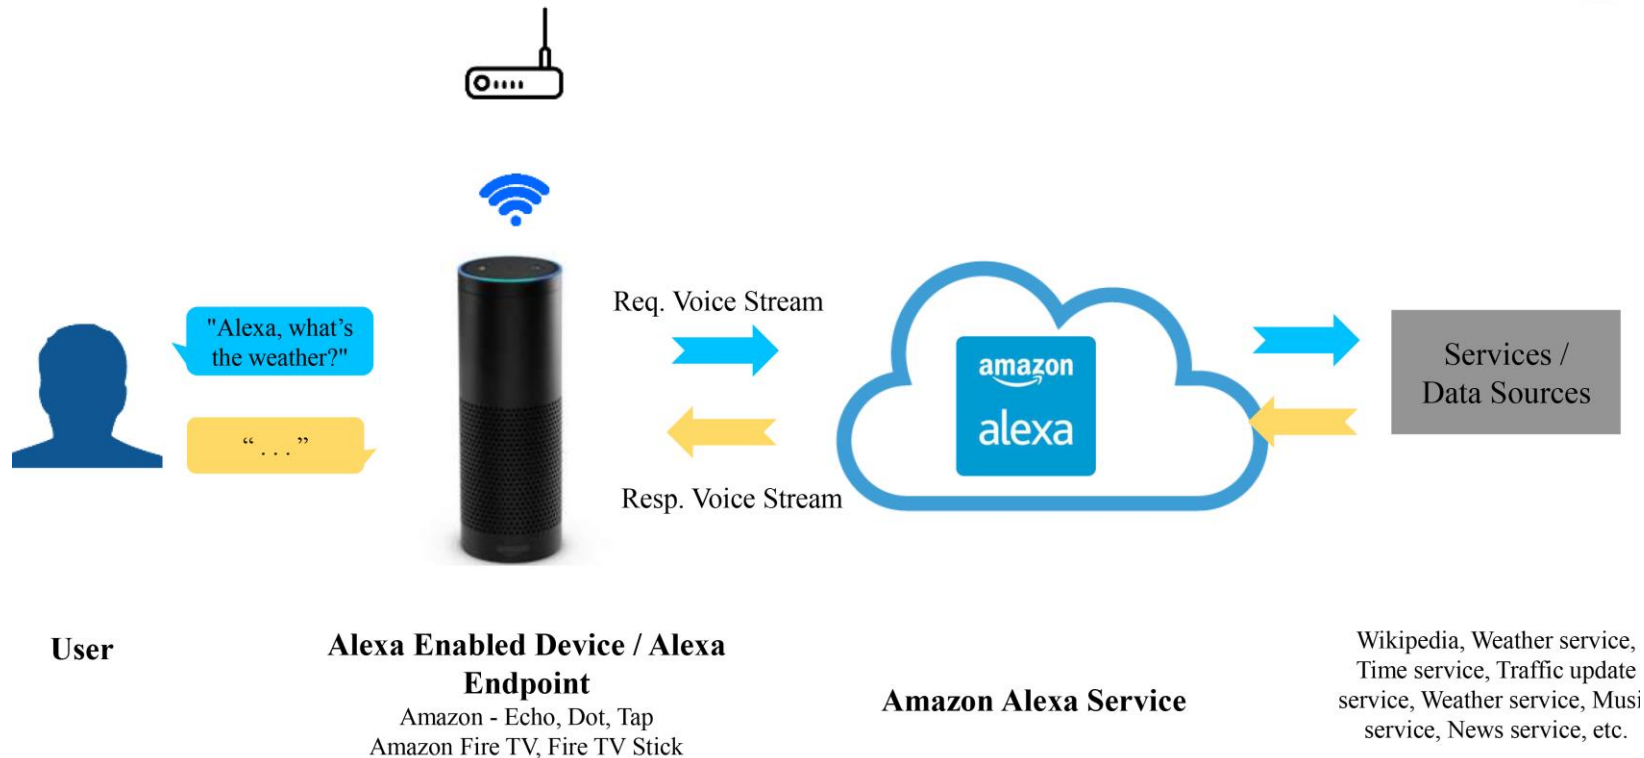 "Alexa, what’s
the weather?"
“. . .”
Req. Voice Stream
Resp. Voice Stream
amazon
alexa
Services /
Data Sources
User
Alexa Enabled Device / Alexa
Endpoint
Amazon - Echo, Dot, Tap
Amazon Fire TV, Fire TV Stick
Amazon Alexa Service
Wikipedia, Weather service,
Time service, Traffic update
service, Weather service, Musi
service, News service, etc.